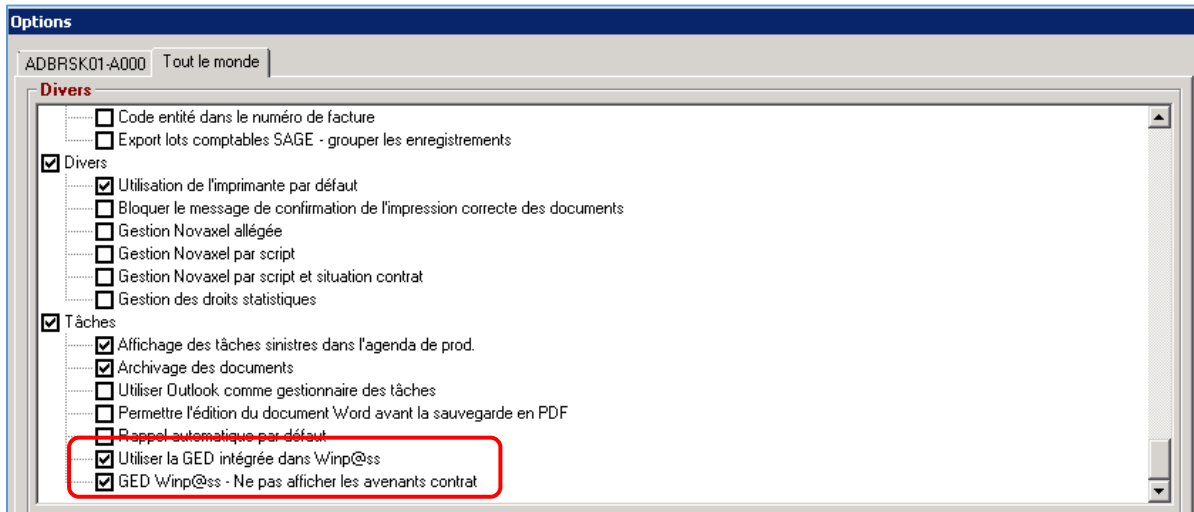 Options
ADBRSK01-A000 Tout le monde
Divers
Code entité dans le numéro de facture
Export lots comptables SAGE - grouper les enregistrements
Divers
Utilisation de l'imprimante par défaut
Bloquer le message de confirmation de l'impression correcte des documents
Gestion Novaxel allégée
Gestion Novaxel par script
Gestion Novaxel par script et situation contrat
Gestion des droits statistiques
Tâches
Affichage des tâches sinistres dans l'agenda de prod.
Archivage des documents
Utiliser Outlook comme gestionnaire des tâches
Permettre l'édition du document Word avant la sauvegarde en PDF
Rappel automatique par défaut
Utiliser la GED intégrée dans Winp@ss
GED Winp@ss - Ne pas afficher les avenants contrat